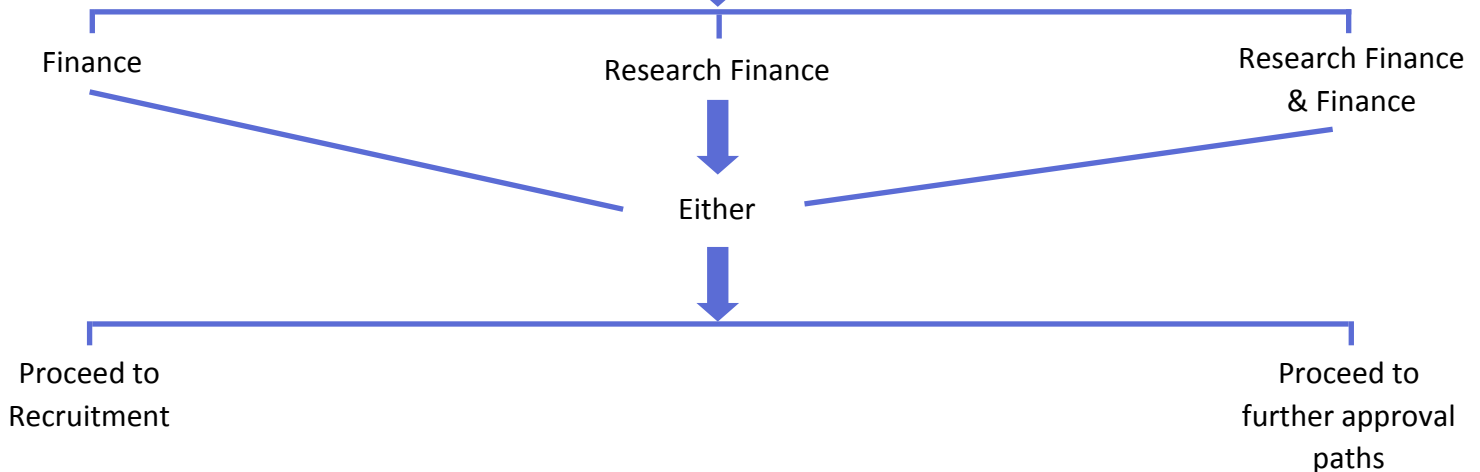 Finance
Research Finance
Research Finance
& Finance
Either
Proceed to
Recruitment
Proceed to
further approval
paths